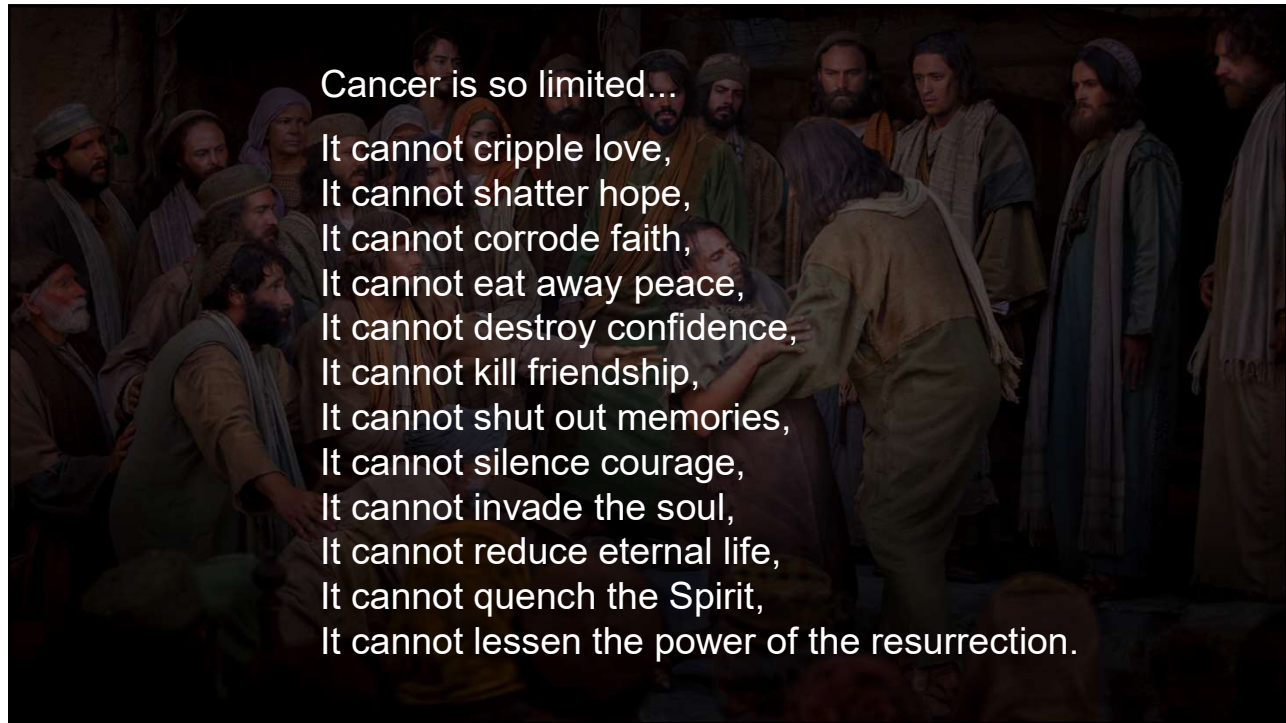 Cancer is so limited...
It cannot cripple love,
It cannot shatter hope,
It cannot corrode faith,
It cannot eat away peace,
It cannot destroy confidence,
It cannot kill friendship,
It cannot shut out memories,
It cannot silence courage,
It cannot invade the soul,
It cannot reduce eternal life,
It cannot quench the Spirit,
It cannot lessen the power of the resurrection.